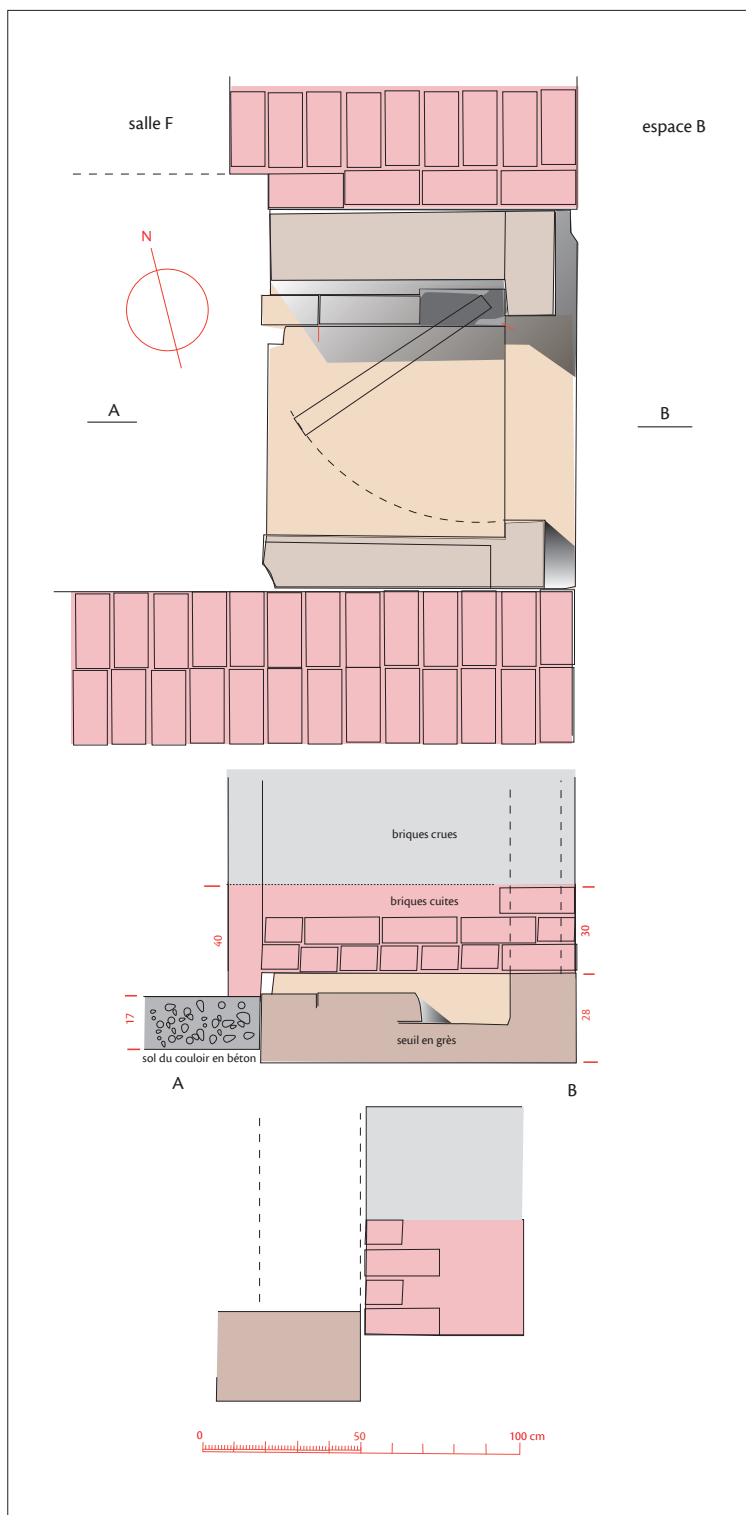 salle F
espace B
N
A
B
briques crues
briques cuites
40
30
17
28
seuil en grès
sol du couloir en béton
A
B
0
50
100 cm